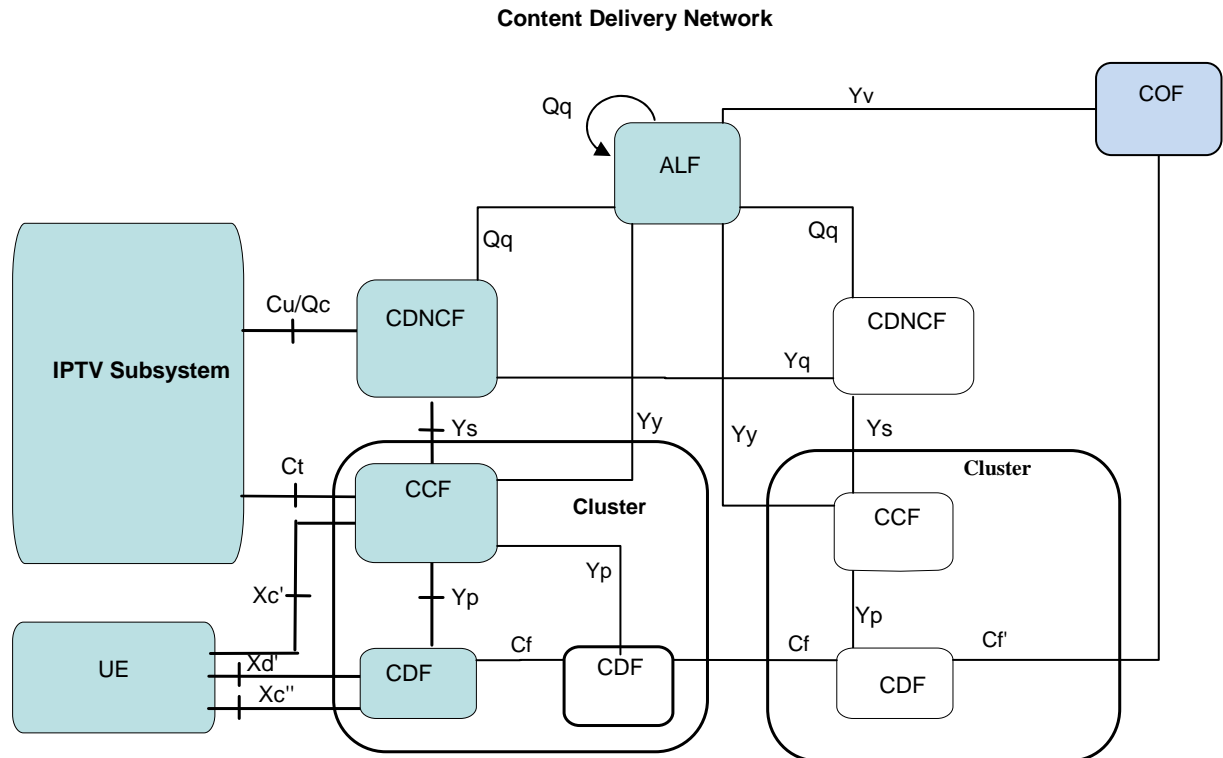 Content Delivery Network
COF
Yv
Qq
ALF
Qq
Qq
Cu/Qc
CDNCF
CDNCF
IPTV Subsystem
Yq
Ys
Yy
Yy
Ys
Ct
CCF
Cluster
Cluster
CCF
Xc'
Yp
Yp
Yp
UE
Xd'
Xc''
CDF
Cf
CDF
Cf
CDF
Cf'